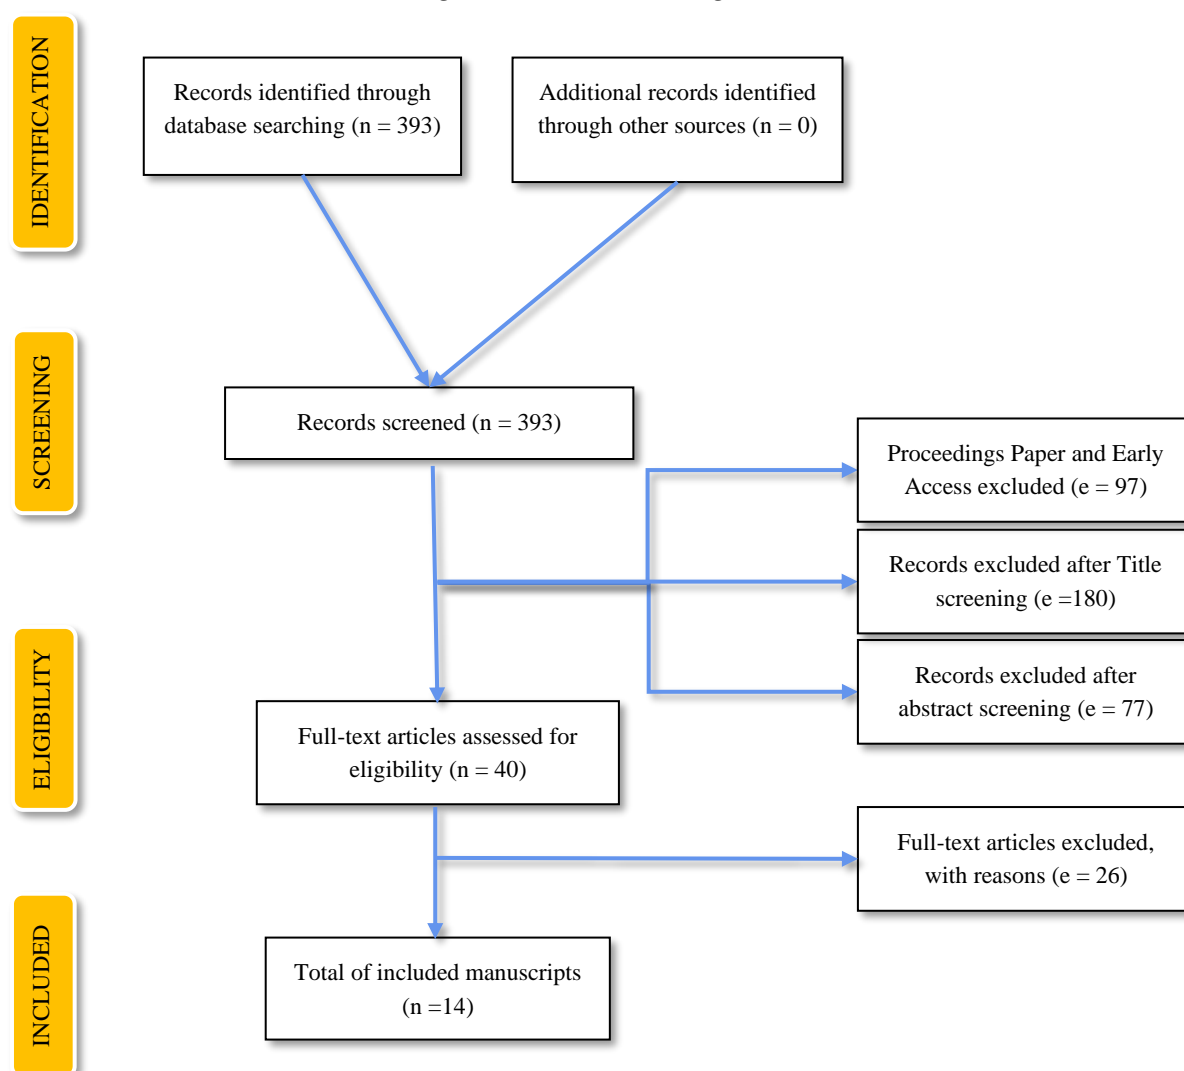 IDENTIFICATION
Records identified through
database searching (n = 393)
Additional records identified
through other sources (n = 0)
SCREENING
Records screened (n = 393)
Proceedings Paper and Early
Access excluded (e = 97)
Records excluded after Title
screening (e =180)
Records excluded after
abstract screening (e = 77)
ELIGIBILITY
Full-text articles assessed for
eligibility (n = 40)
Full-text articles excluded,
with reasons (e = 26)
INCLUDED
Total of included manuscripts
(n =14)